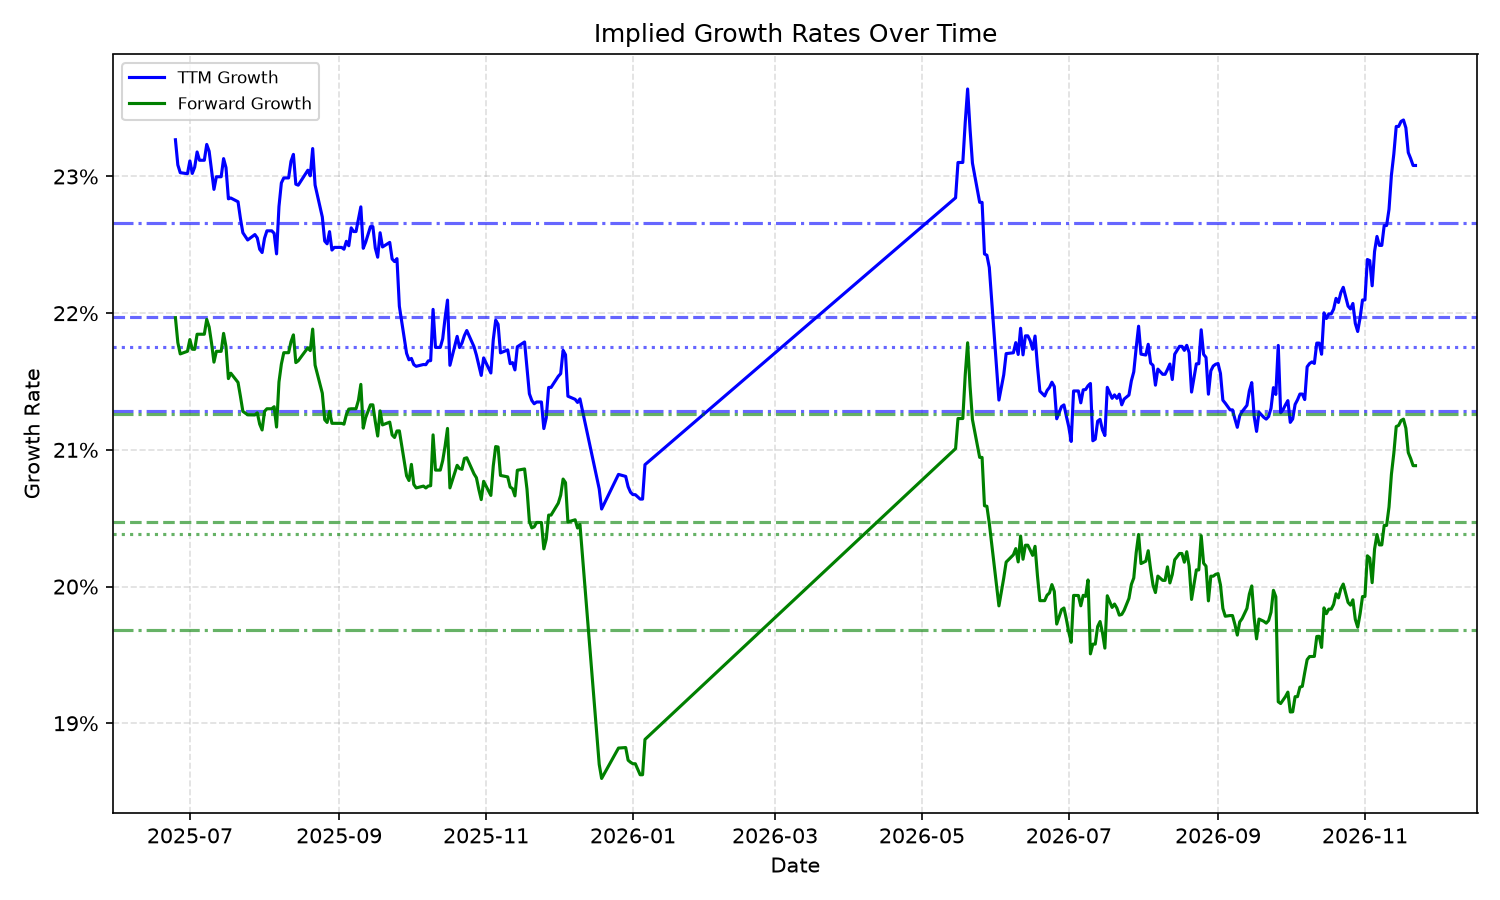 Implied Growth Rates Over Time
TTM Growth
Forward Growth
23%
22%
21%
20%
19%
Growth Rate
2025-07
2025-09
2025-11
2026-01
2026-03
2026-05
2026-07
2026-09
2026-11
Date